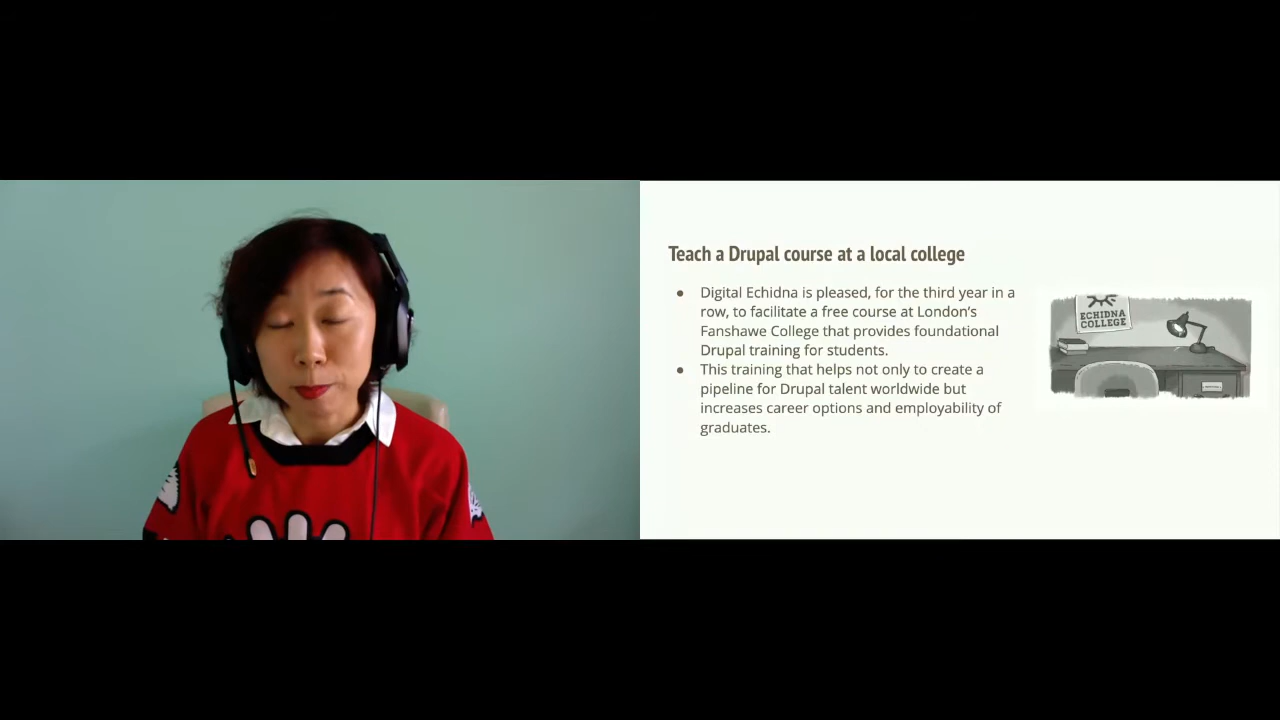 Teach a Drupal course at a local college
● Digital Echidna is pleased, for the third year in a
row, to facilitate a free course at London's
Fanshawe College that provides foundational
Drupal training for students.
● This training that helps not only to create a
pipeline for Drupal talent worldwide but
increases career options and employability of
graduates.
ECHIDNA
COLLEGE